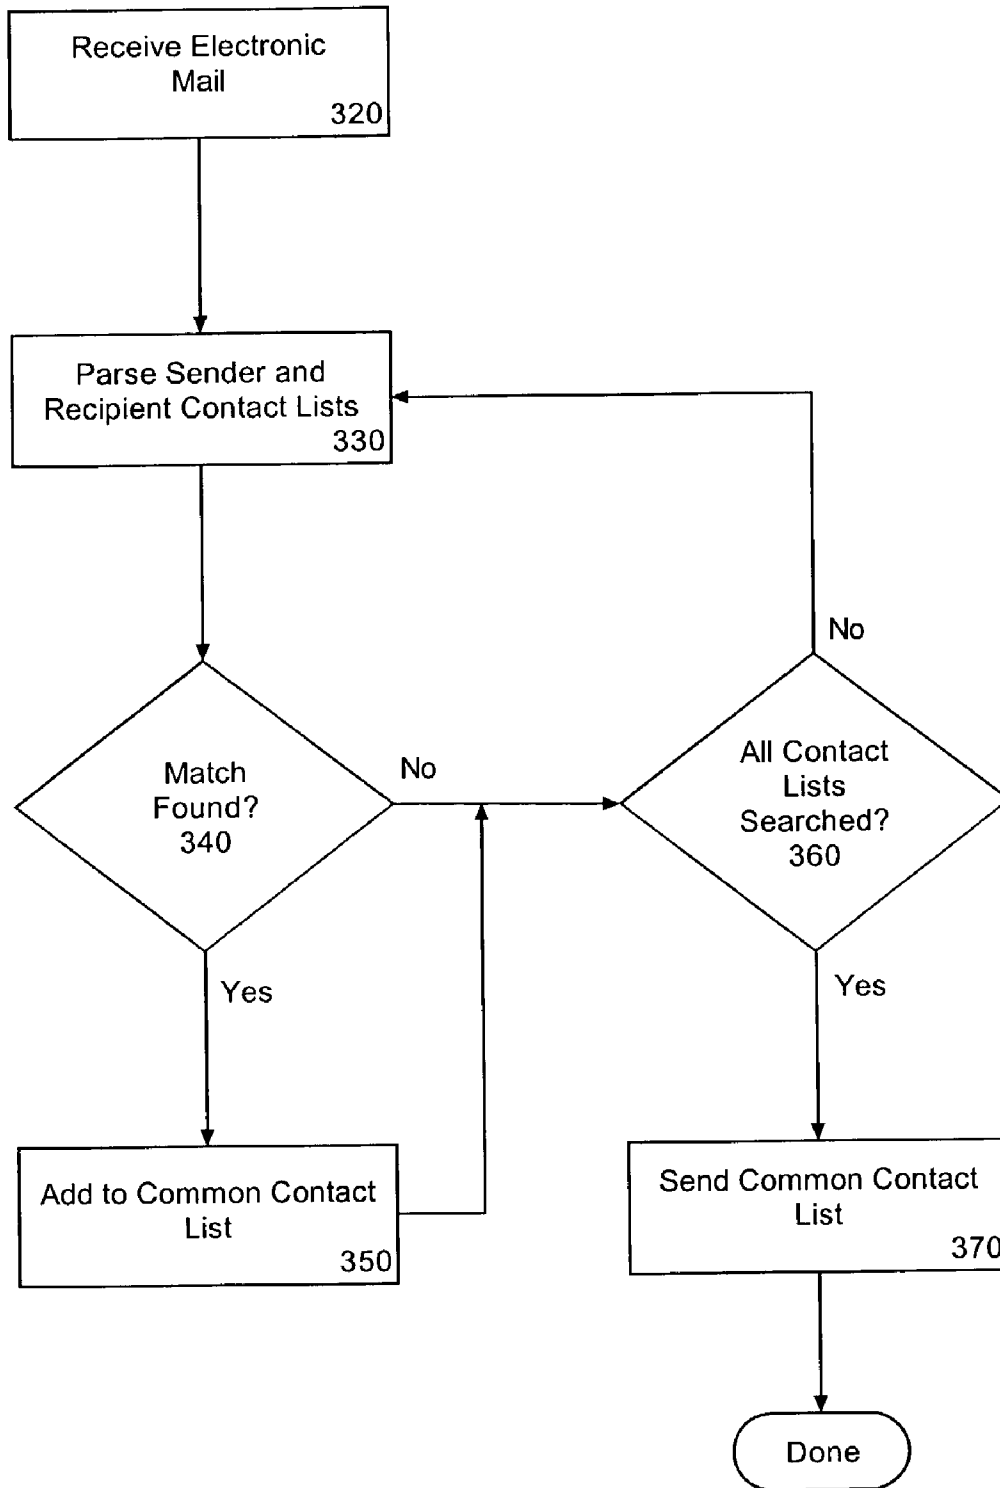 Receive Electronic
Mail
320
Parse Sender and
Recipient Contact Lists
330
No
Match
Found?
340
No
All Contact
Lists
Searched?
360
Yes
Yes
Add to Common Contact
List
350
Send Common Contact
List
370
Done